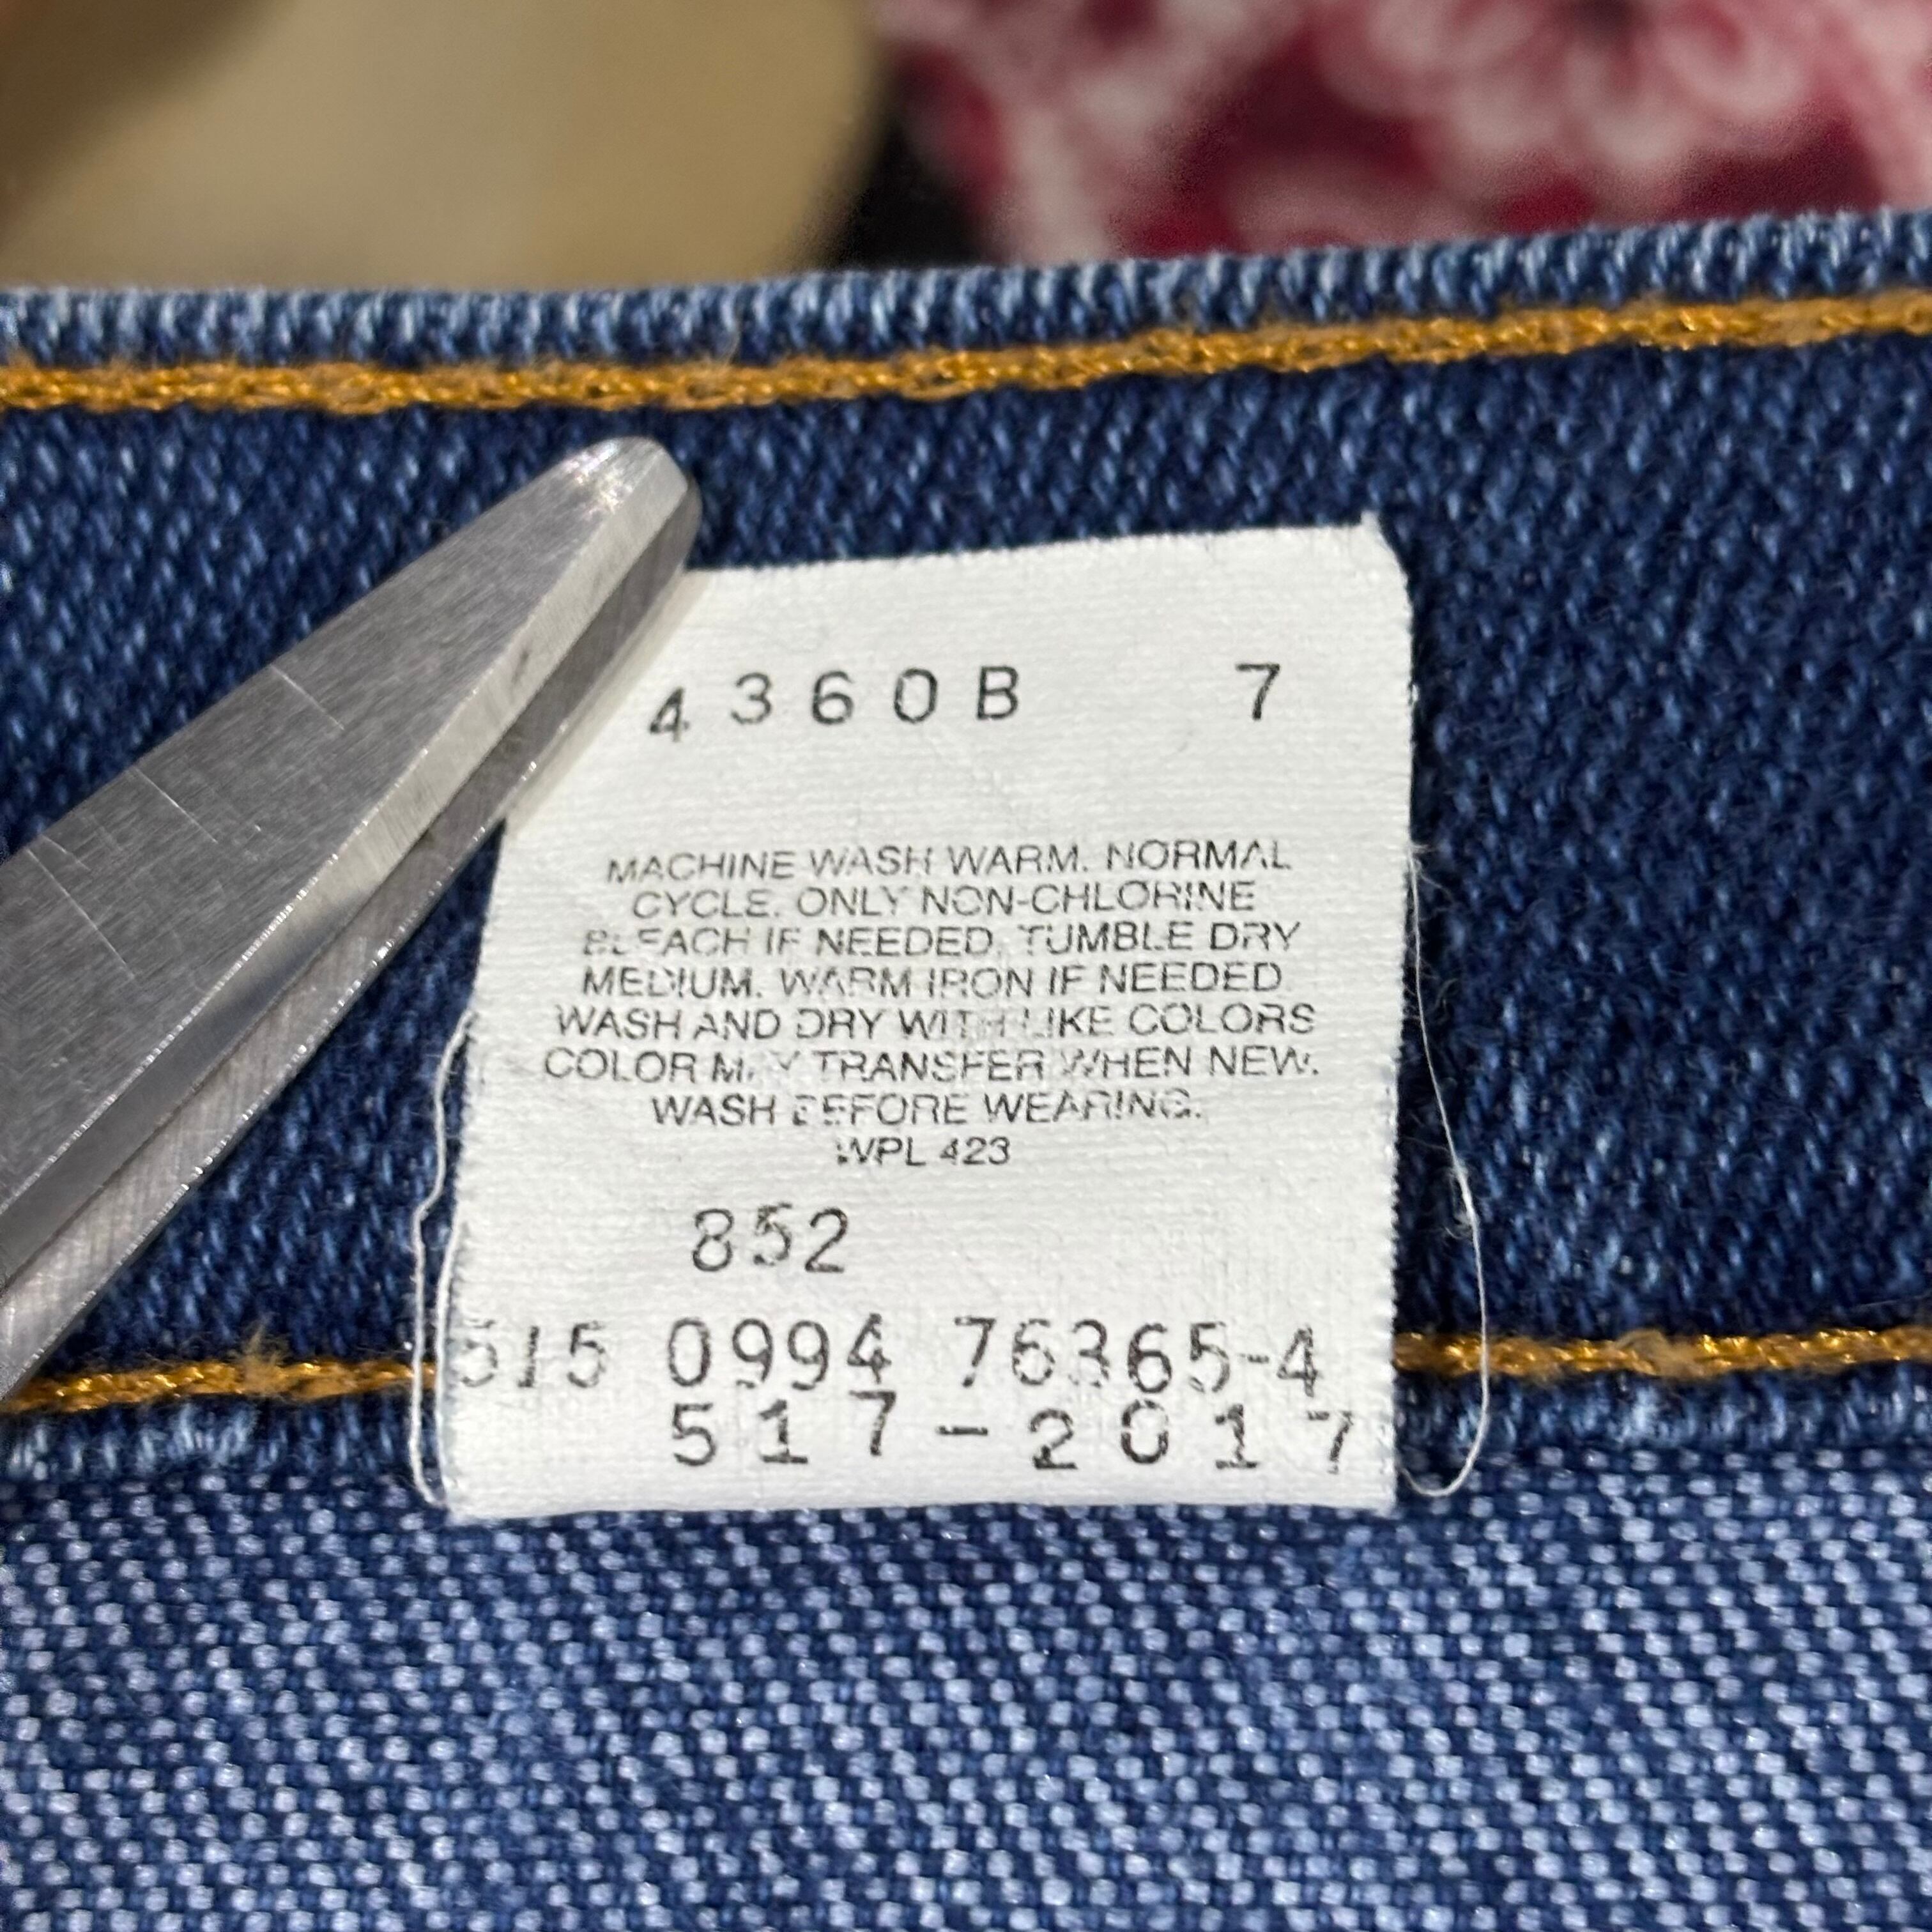 4360B 7
MACHINE WASH WARM. NORMAL
CYCLE. ONLY NON-CHLORINE
BLEACH IF NEEDED. TUMBLE DRY
MEDIUM. WARM IRON IF NEEDED.
WASH AND DRY WITH LIKE COLORS
COLOR MAY TRANSFER WHEN NEW.
WASH BEFORE WEARING.
WPL 423
852
515 0994 76365-4
517-2017